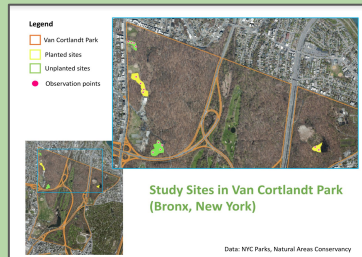 Legend
Van Cortlandt Park
Planted sites
Unplanted sites
Observation points
Study Sites in Van Cortlandt Park
(Bronx, New York)
Data: NYC Parks, Natural Areas Conservancy